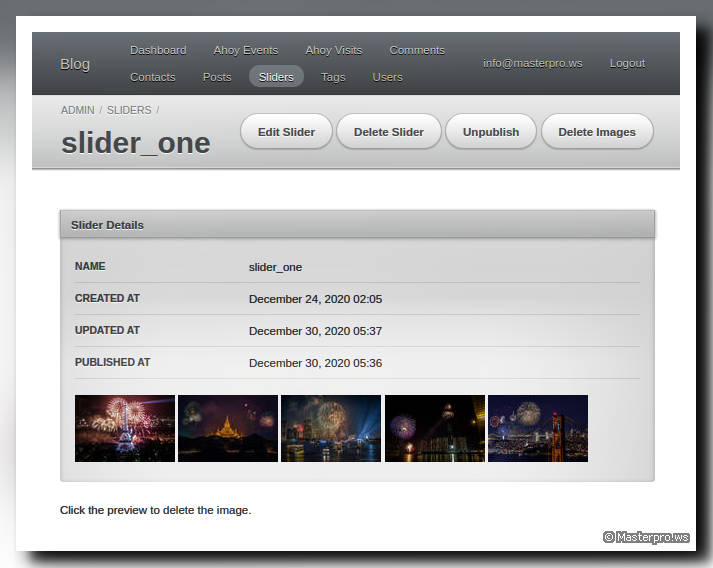 Blog
Dashboard Ahoy Events Ahoy Visits Comments
Contacts Posts Sliders Tags Users
info@masterpro.ws Logout
ADMIN / SLIDERS /
slider_one
Edit Slider Delete Slider Unpublish Delete Images
Slider Details
NAME slider_one
CREATED AT December 24, 2020 02:05
UPDATED AT December 30, 2020 05:37
PUBLISHED AT December 30, 2020 05:36
Click the preview to delete the image.
© Masterpro!ws